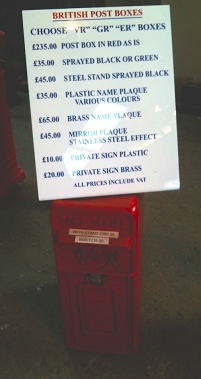 BRITISH POST BOXES
CHOOSE "VR" "GR" "ER" BOXES
£235.00 POST BOX IN RED AS IS
£35.00 SPRAYED BLACK OR GREEN
£45.00 STEEL STAND SPRAYED BLACK
£35.00 PLASTIC NAME PLAQUE
VARIOUS COLOURS
£65.00 BRASS NAME PLAQUE
£45.00 MIRROR PLAQUE
STAINLESS STEEL EFFECT
£10.00 PRIVATE SIGN PLASTIC
£20.00 PRIVATE SIGN BRASS
ALL PRICES INCLUDE VAT